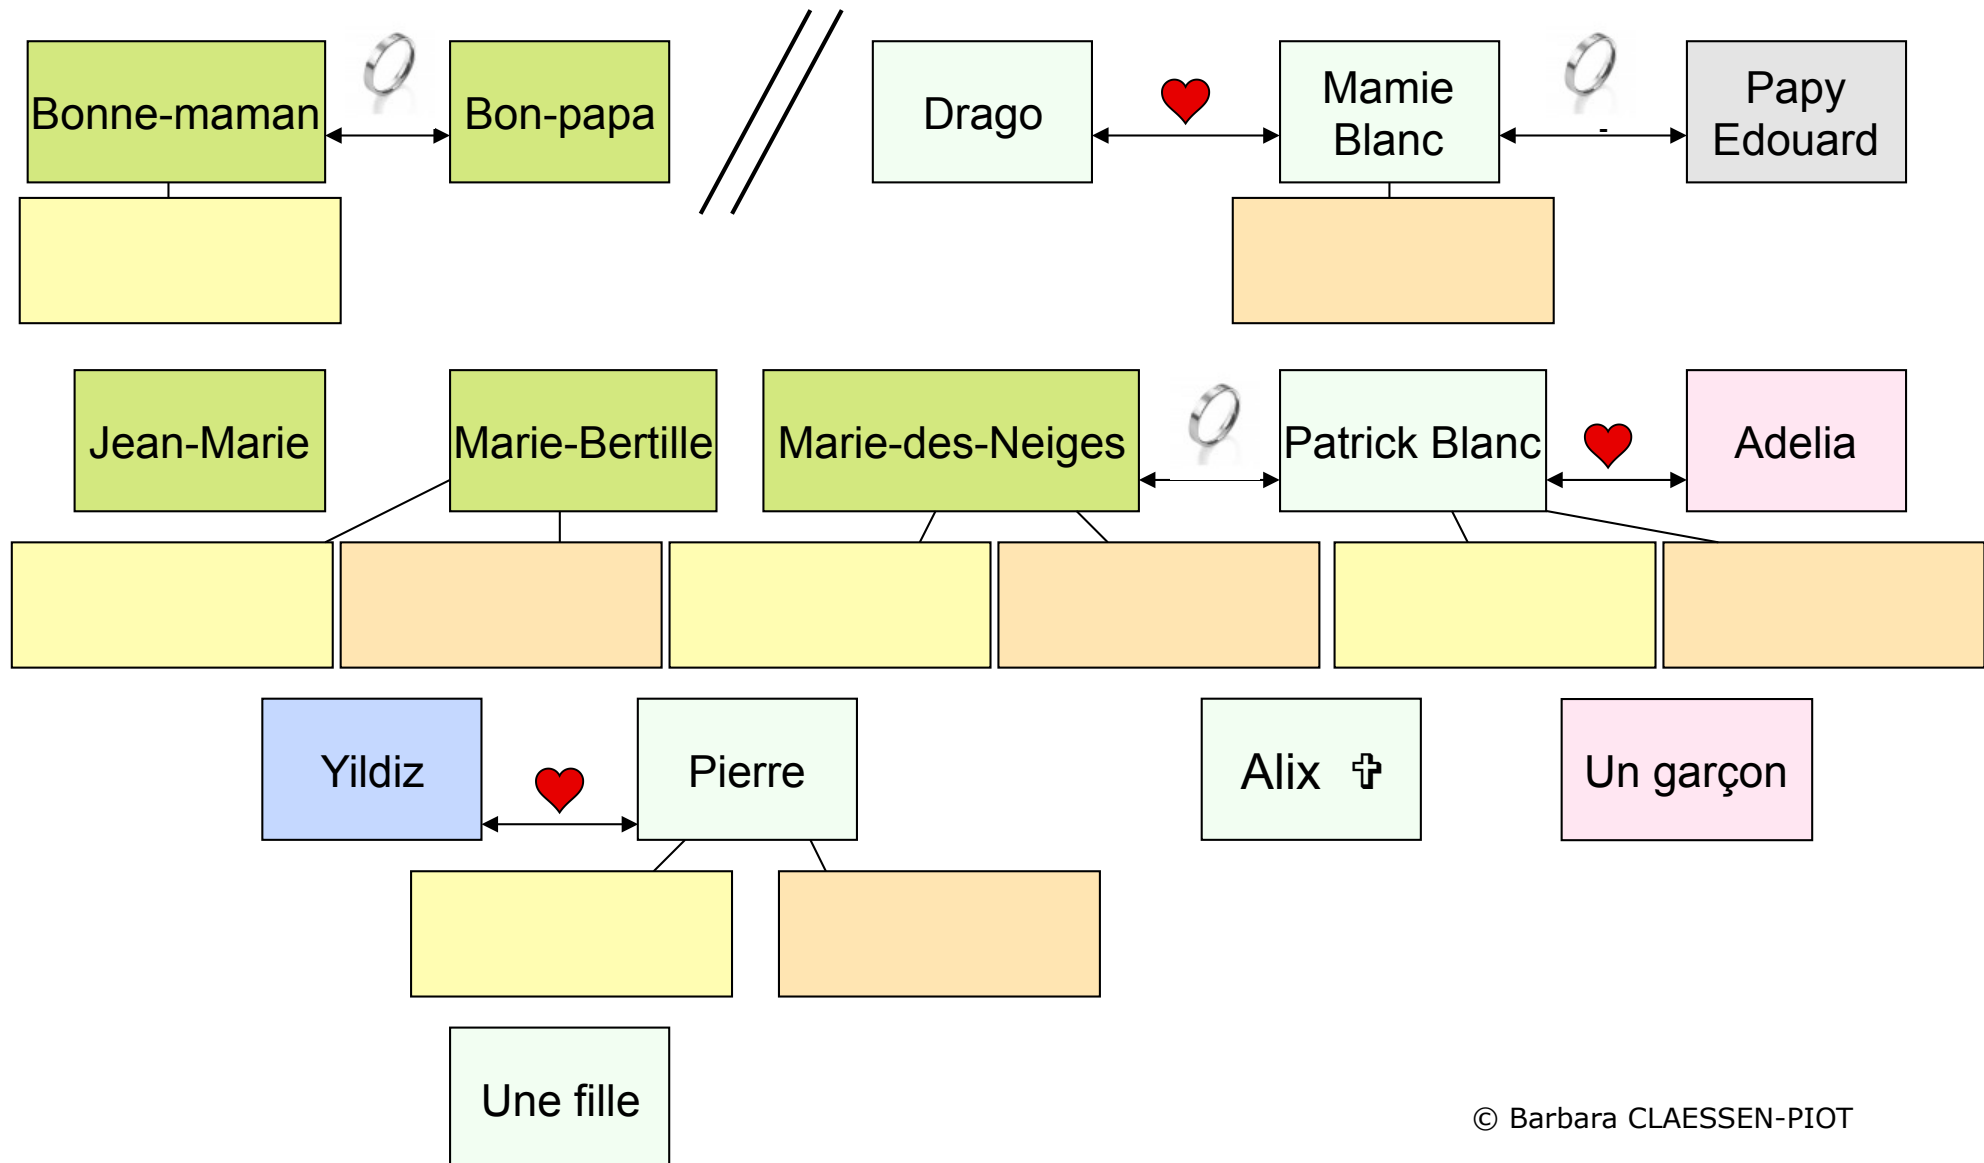 Bonne-maman
Bon-papa
Drago
Mamie
Blanc
-
Papy
Edouard
Jean-Marie
Marie-Bertille
Marie-des-Neiges
Patrick Blanc
Adelia
Yildiz
Pierre
Alix ✞
Un garçon
Une fille
© Barbara CLAESSEN-PIOT